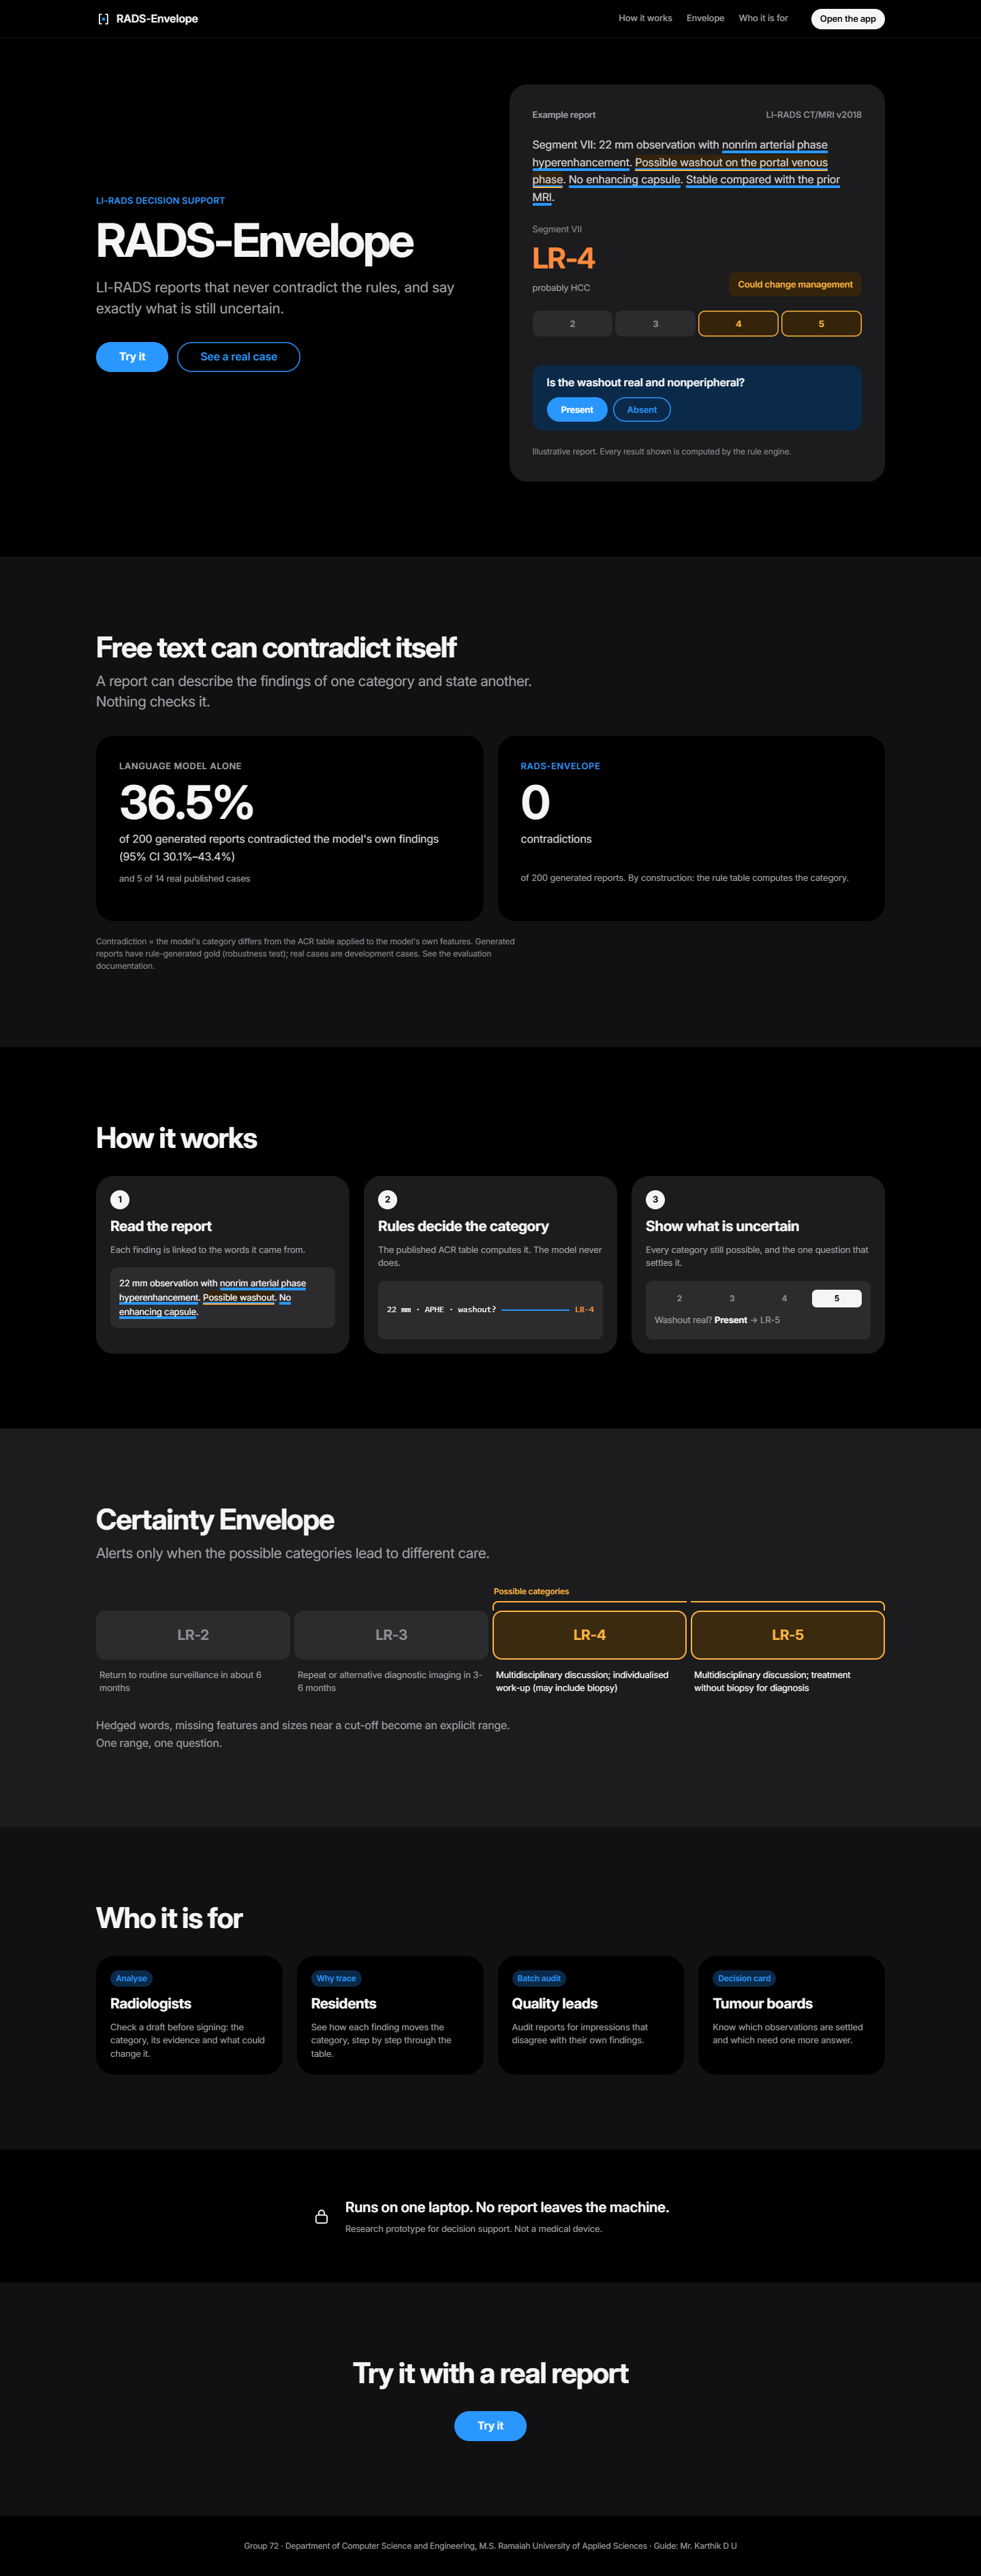 RADS-Envelope
How it works
Envelope
Who it is for
Open the app
LI-RADS DECISION SUPPORT
RADS-Envelope
LI-RADS reports that never contradict the rules, and say
exactly what is still uncertain.
Try it
See a real case
Example report
LI-RADS CT/MRI v2018
Segment VII: 22 mm observation with nonrim arterial phase
hyperenhancement. Possible washout on the portal venous
phase. No enhancing capsule. Stable compared with the prior
MRI.
Segment VII
LR-4
probably HCC
Could change management
2
3
4
5
Is the washout real and nonperipheral?
Present
Absent
Illustrative report. Every result shown is computed by the rule engine.
Free text can contradict itself
A report can describe the findings of one category and state another.
Nothing checks it.
LANGUAGE MODEL ALONE
36.5%
of 200 generated reports contradicted the model's own findings
(95% CI 30.1%–43.4%)
and 5 of 14 real published cases
RADS-ENVELOPE
0
contradictions
of 200 generated reports. By construction: the rule table computes the category.
Contradiction = the model's category differs from the ACR table applied to the model's own features. Generated
reports have rule-generated gold (robustness test); real cases are development cases. See the evaluation
documentation.
How it works
1
Read the report
Each finding is linked to the words it came from.
22 mm observation with nonrim arterial phase
hyperenhancement. Possible washout. No
enhancing capsule.
2
Rules decide the category
The published ACR table computes it. The model never
does.
22 mm · APHE · washout?
LR-4
3
Show what is uncertain
Every category still possible, and the one question that
settles it.
2
3
4
5
Washout real? Present → LR-5
Certainty Envelope
Alerts only when the possible categories lead to different care.
Possible categories
LR-2
LR-3
LR-4
LR-5
Return to routine surveillance in about 6
months
Repeat or alternative diagnostic imaging in 3-
6 months
Multidisciplinary discussion; individualised
work-up (may include biopsy)
Multidisciplinary discussion; treatment
without biopsy for diagnosis
Hedged words, missing features and sizes near a cut-off become an explicit range.
One range, one question.
Who it is for
Analyse
Radiologists
Check a draft before signing: the
category, its evidence and what could
change it.
Why trace
Residents
See how each finding moves the
category, step by step through the
table.
Batch audit
Quality leads
Audit reports for impressions that
disagree with their own findings.
Decision card
Tumour boards
Know which observations are settled
and which need one more answer.
Runs on one laptop. No report leaves the machine.
Research prototype for decision support. Not a medical device.
Try it with a real report
Try it
Group 72 · Department of Computer Science and Engineering, M.S. Ramaiah University of Applied Sciences · Guide: Mr. Karthik D U